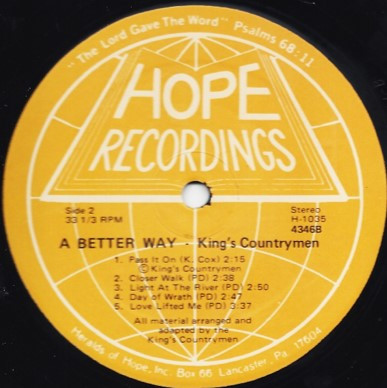 "The Lord Gave The Word" Psalms 68:11
HOPE
RECORDINGS
Side 2
33 1/3 RPM
Stereo
H-1035
4346B
A BETTER WAY - King's Countrymen
1. Pass It On (K. Cox) 2:15
© King's Countrymen
2. Closer Walk (PD) 2:38
3. Light At The River (PD) 2:50
4. Day of Wrath (PD) 2:47
5. Love Lifted Me (PD) 3:37
All material arranged and
adapted by the
King's Countrymen
Heralds of Hope, Inc. Box 66 Lancaster, Pa. 17604